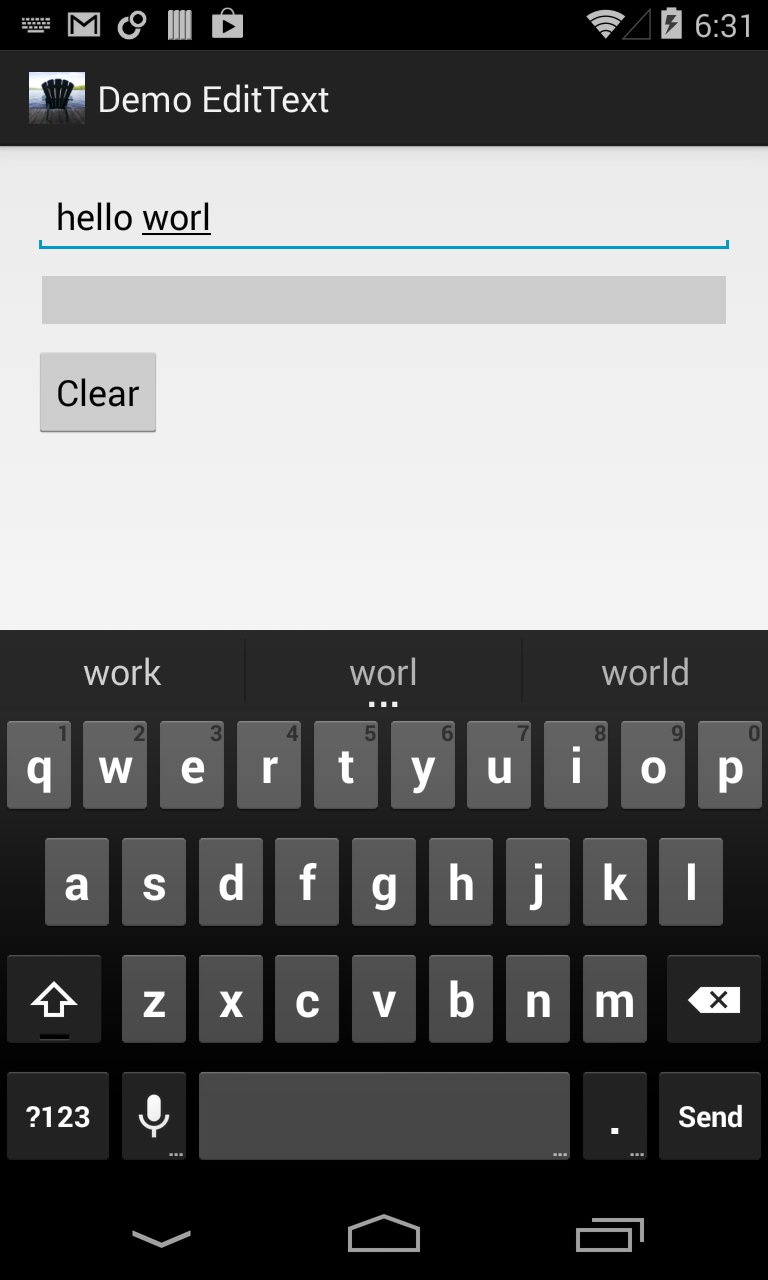 6:31
Demo EditText
hello worl
Clear
work worl world
... 
1 2 3 4 5 6 7 8 9 0
q w e r t y u i o p
a s d f g h j k l
z x c v b n m
?123 ... ... . ... Send